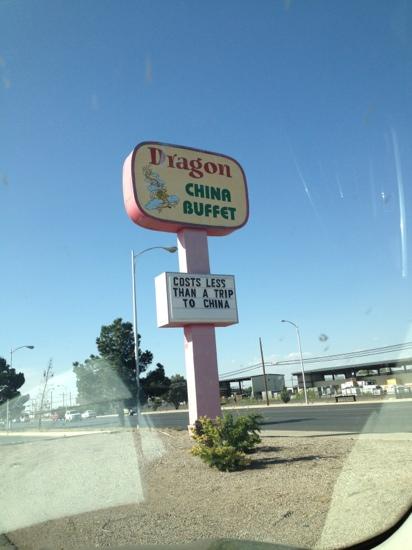 Dragon
CHINA
BUFFET
COSTS LESS
THAN A TRIP
TO CHINA